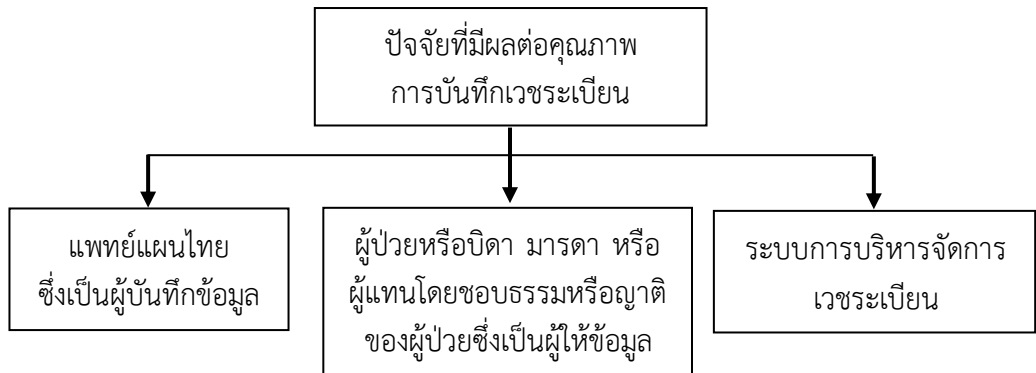 ปัจจัยที่มีผลต่อคุณภาพ
การบันทึกเวชระเบียน
แพทย์แผนไทย
ซึ่งเป็นผู้บันทึกข้อมูล
ผู้ป่วยหรือบิดา มารดา หรือ
ผู้แทนโดยชอบธรรมหรือญาติ
ของผู้ป่วยซึ่งเป็นผู้ให้ข้อมูล
ระบบการบริหารจัดการ
เวชระเบียน